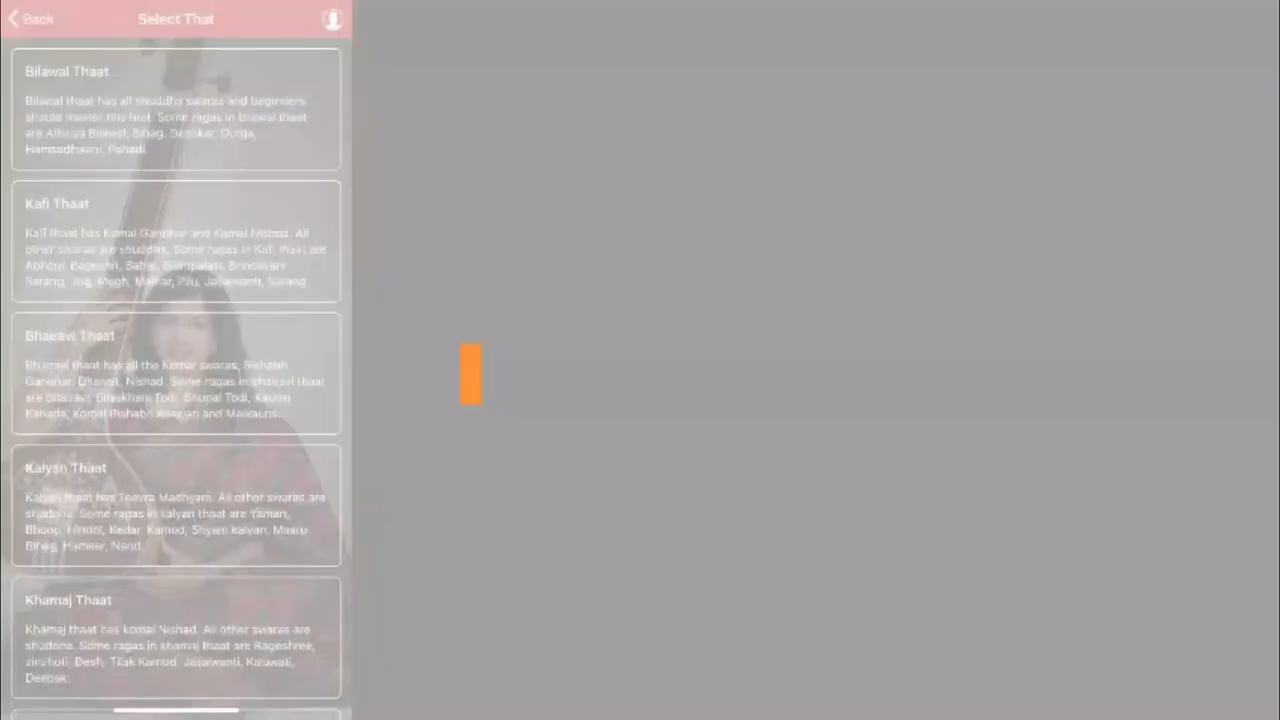 Back
Select That
Bilawal Thaat
Bilawal thaat has all shuddha swaras and beginners
should master this first. Some ragas in bilawal thaat
are Alhaiya Bilawal, Bihag, Deshkar, Durga,
Hamsadhwani, Pahadi.
Kafi Thaat
Kafi thaat has Komal Gandhar and Komal Nishad. All
other swaras are shuddha. Some ragas in Kafi thaat are
Abhogi, Bageshri, Bahar, Bhimpalasi, Brindavani
Sarang, Jog, Megh, Malhar, Pilu, Jaijaiwanti, Sarang.
Bhairavi Thaat
Bhairavi thaat has all the Komal swaras, Rishabh
Gandhar, Dhaivat, Nishad. Some ragas in bhairavi thaat
are Bhairavi, Bilaskhani Todi, Bhupal Todi, Kaunsi
Kanada, Komal Rishabh Asavari and Malkauns.
Kalyan Thaat
Kalyan thaat has Teevra Madhyam. All other swaras are
shuddha. Some ragas in kalyan thaat are Yaman,
Bhoop, Hindol, Kedar, Kamod, Shyam kalyan, Maaru
Bihag, Hameer, Nand.
Khamaj Thaat
Khamaj thaat has komal Nishad. All other swaras are
shuddha. Some ragas in khamaj thaat are Rageshree,
Desh, Tilak Kamod, Jaijaiwanti, Kalawati,
Deepak.